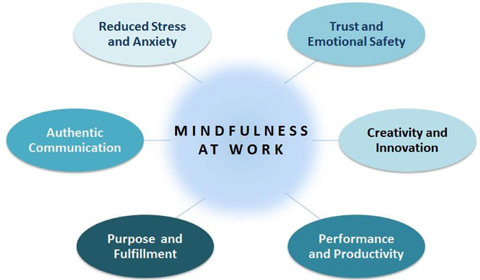 Reduced Stress
and Anxiety
Trust and
Emotional Safety
Authentic
Communication
MINDFULNESS
AT WORK
Creativity and
Innovation
Purpose and
Fulfillment
Performance
and Productivity